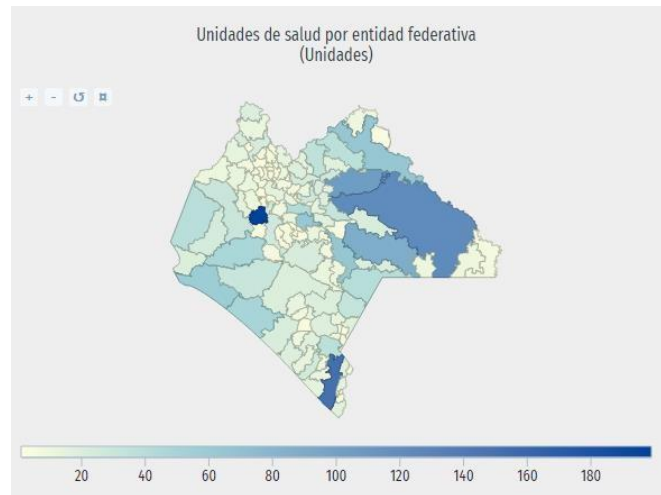 Unidades de salud por entidad federativa
(Unidades)
+ - ↺ ¤
20 40 60 80 100 120 140 160 180